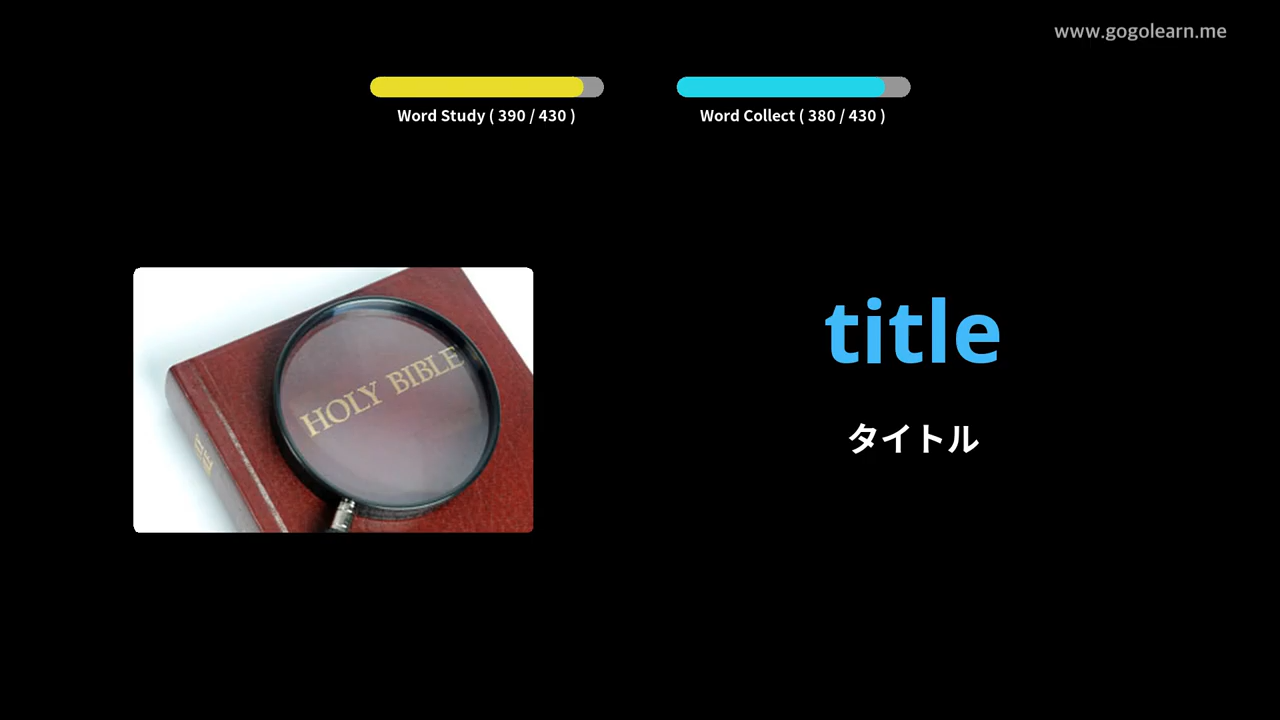 www.gogolearn.me
Word Study ( 390 / 430 )
Word Collect ( 380 / 430 )
HOLY BIBLE
title
タイトル